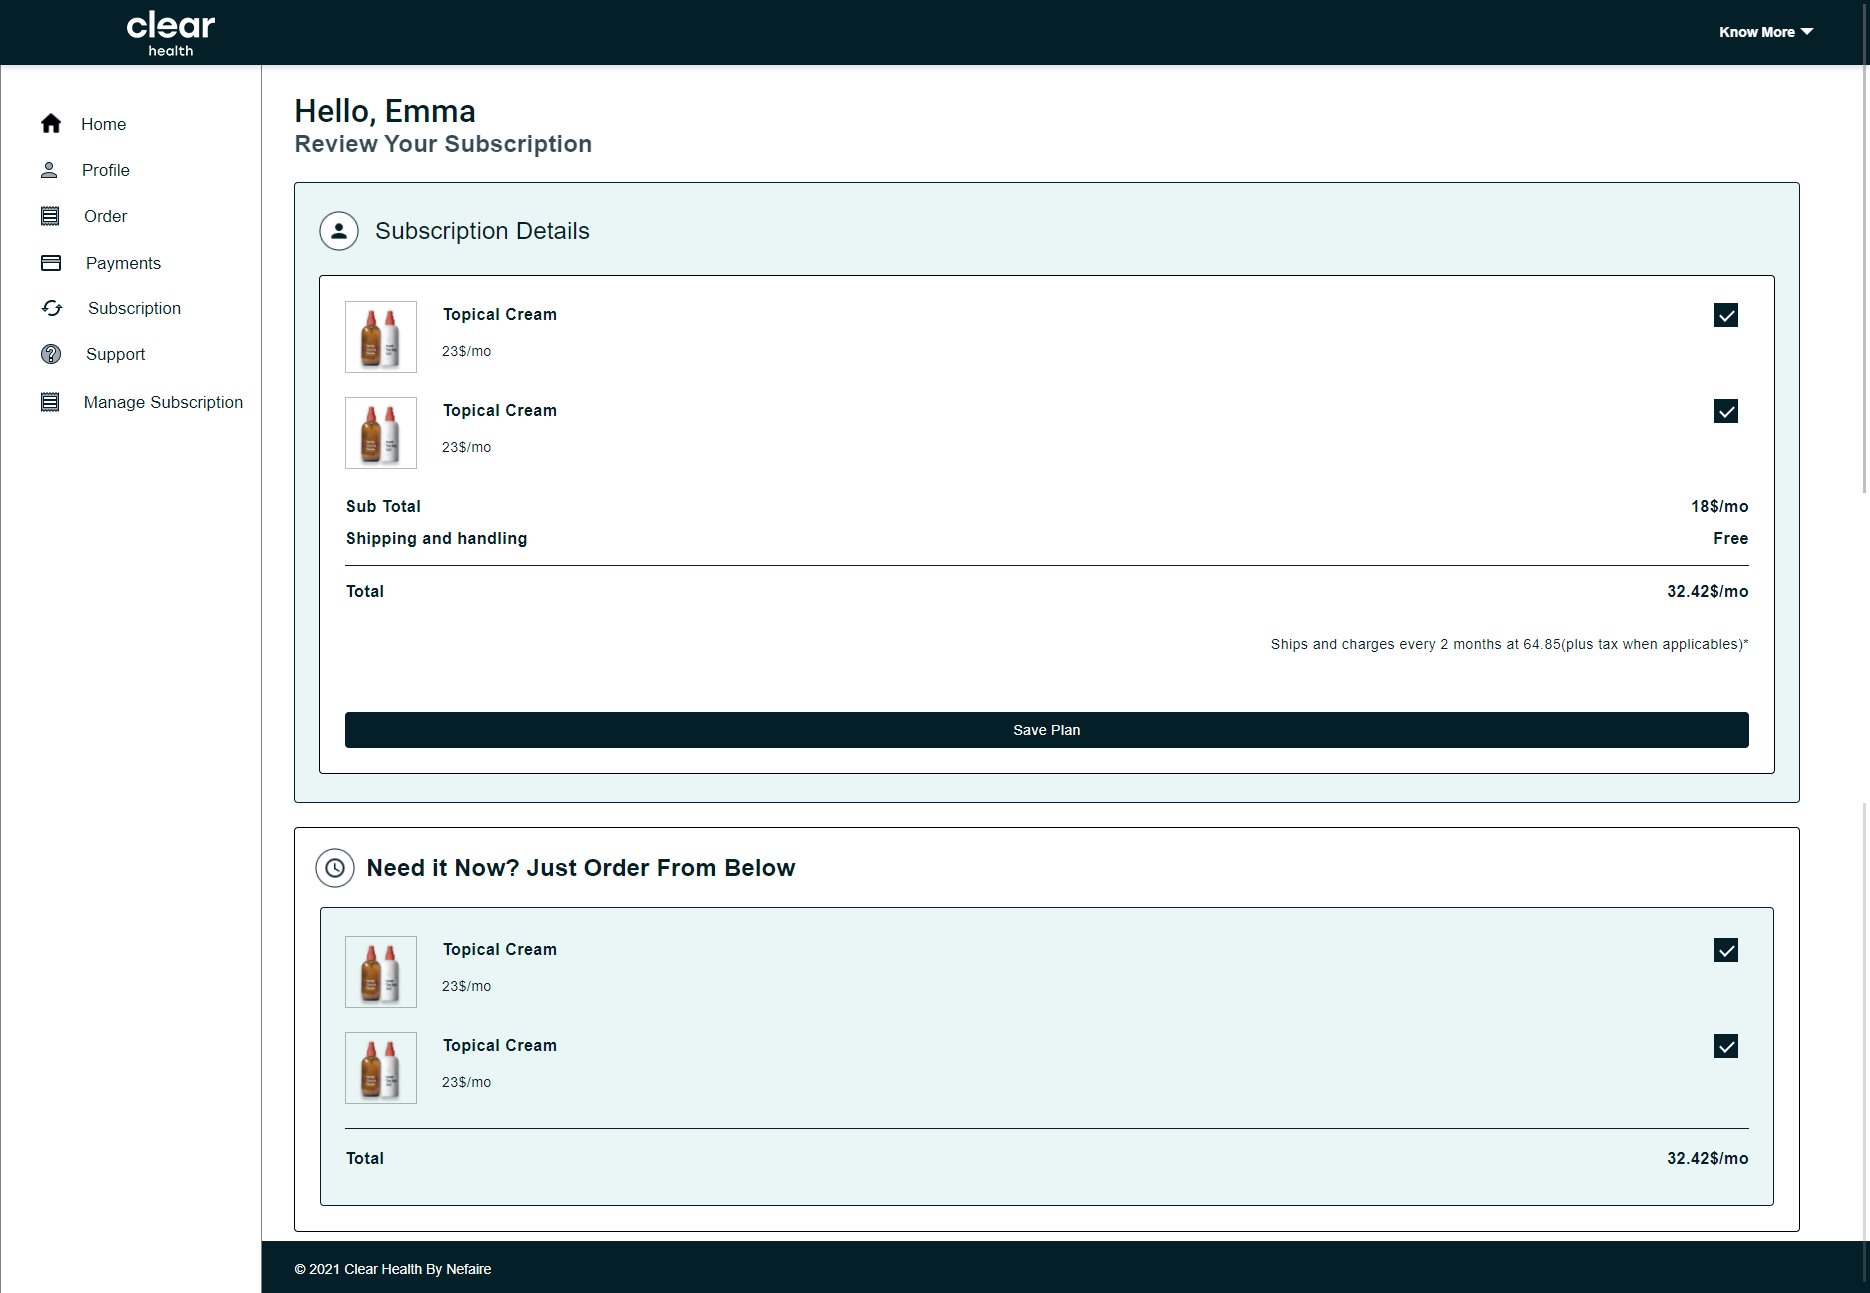 clear
health
Know More
Home
Profile
Order
Payments
Subscription
Support
Manage Subscription
Hello, Emma
Review Your Subscription
Subscription Details
Topical Cream
23$/mo
Topical Cream
23$/mo
Sub Total 18$/mo
Shipping and handling Free
Total 32.42$/mo
Ships and charges every 2 months at 64.85(plus tax when applicables)*
Save Plan
Need it Now? Just Order From Below
Topical Cream
23$/mo
Topical Cream
23$/mo
Total 32.42$/mo
© 2021 Clear Health By Nefaire